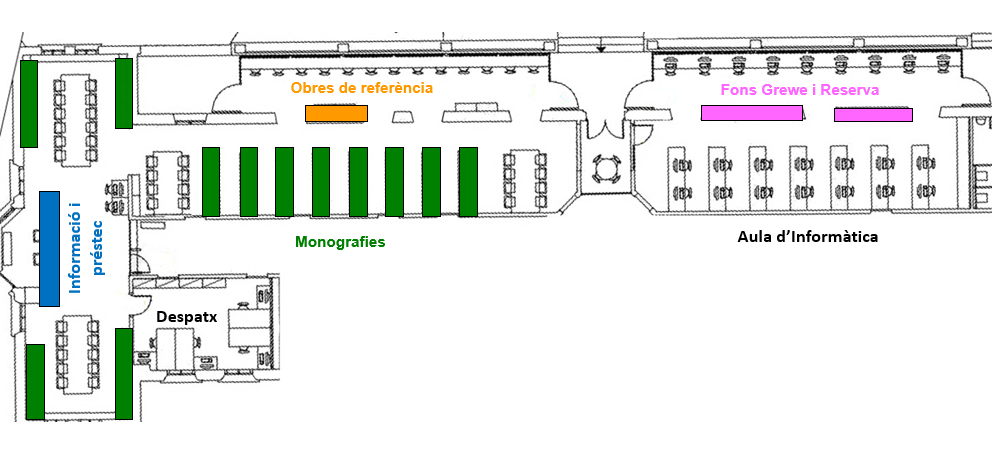 Obres de referència
Fons Grewe i Reserva
Informació i
préstec
Monografies
Aula d’Informàtica
Despatx